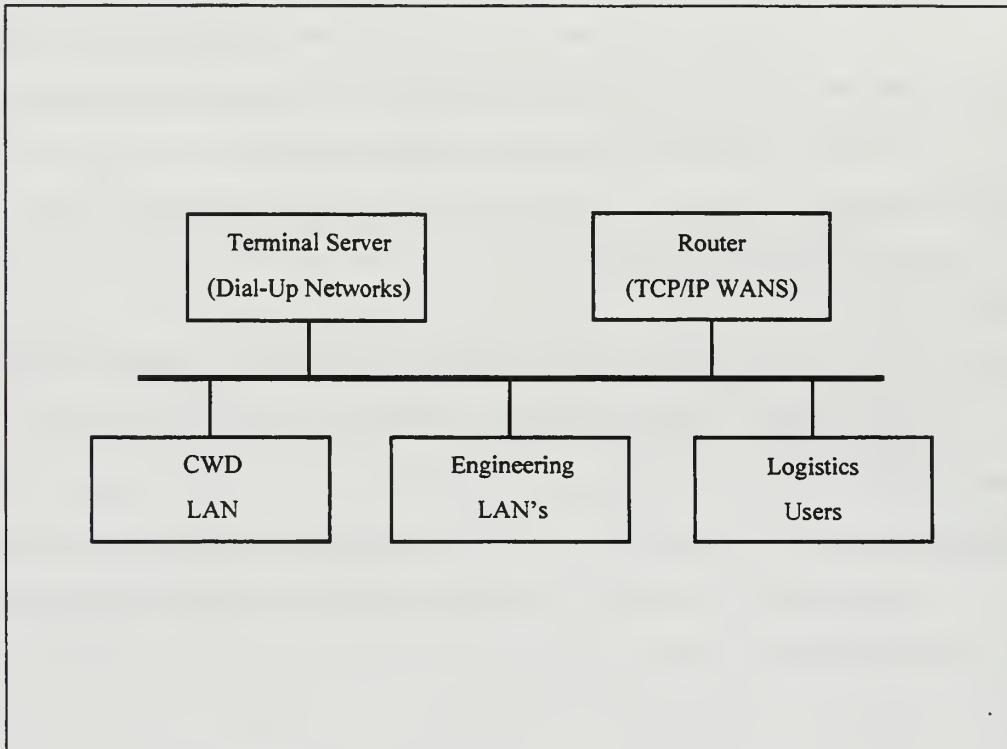 Terminal Server
(Dial-Up Networks)
Router
(TCP/IP WANS)
CWD
LAN
Engineering
LAN's
Logistics
Users